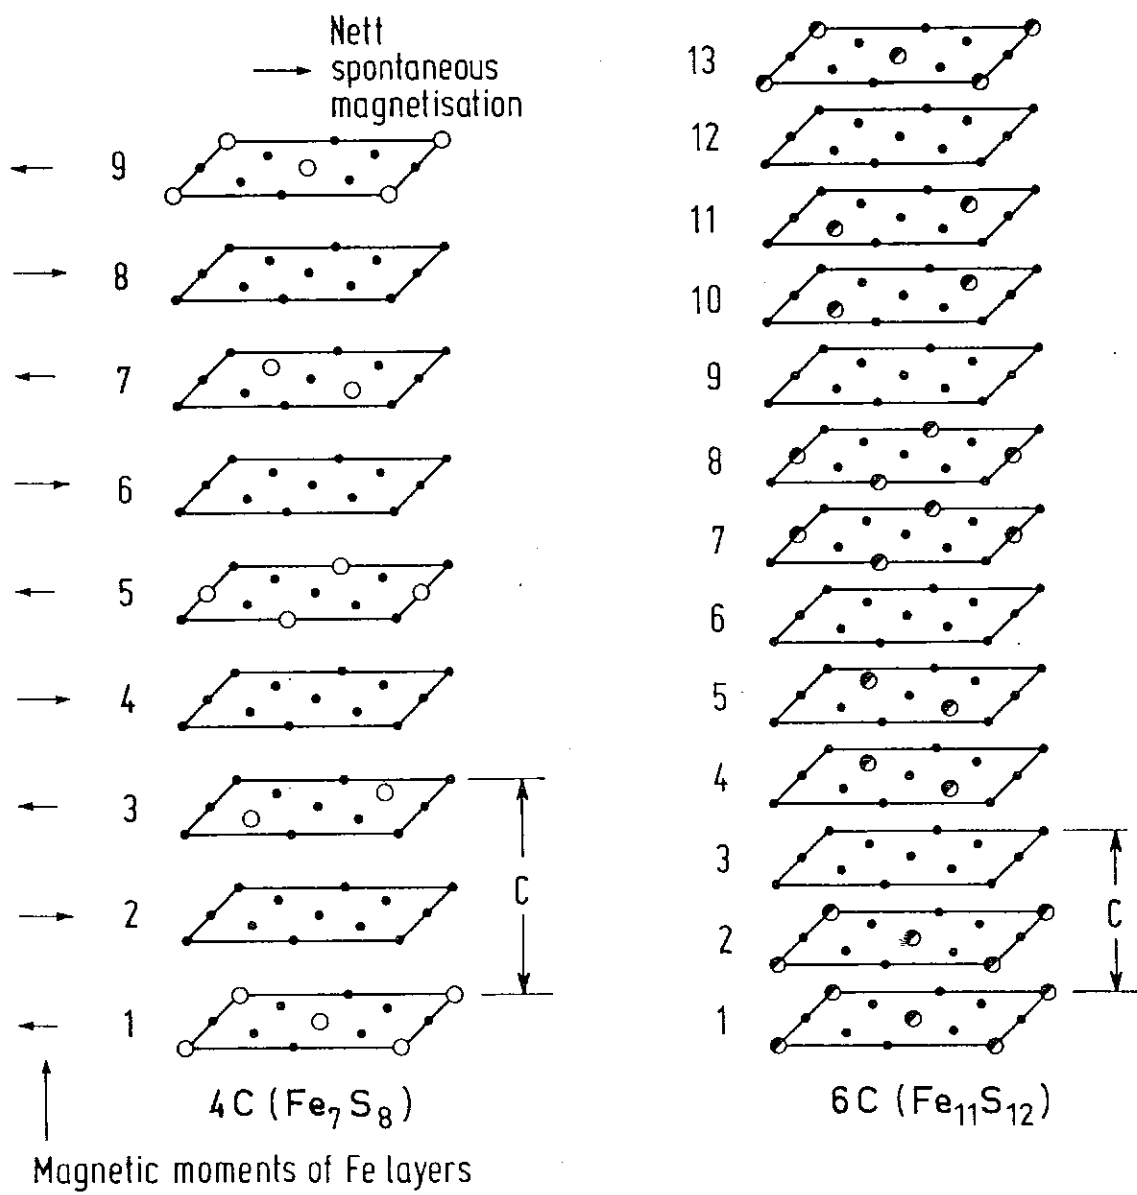 Nett
spontaneous
magnetisation
9
8
7
6
5
4
3
2
1
C
4C (Fe₇S₈)
Magnetic moments of Fe layers
13
12
11
10
9
8
7
6
5
4
3
2
1
C
6C (Fe₁₁S₁₂)